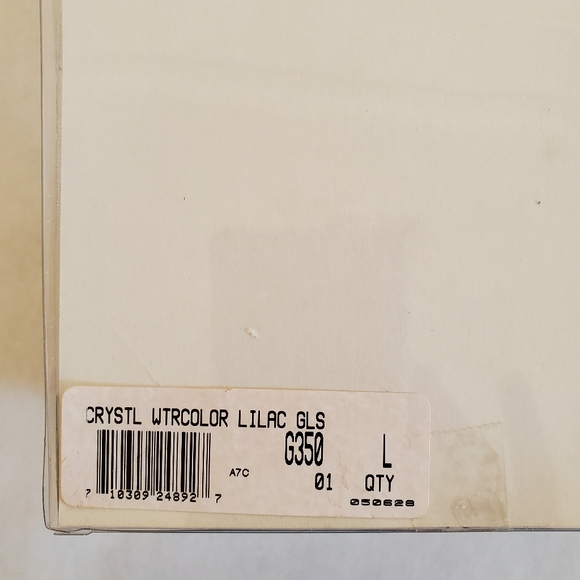 CRYSTL WTRCOLOR LILAC GLS
G350 L
A7C
01 QTY
7 10309 24892 7
050628